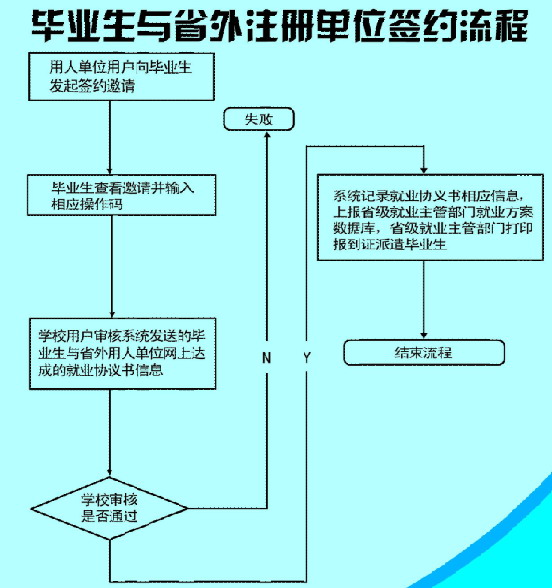 毕业生与省外注册单位签约流程
用人单位用户向毕业生
发起签约邀请
失败
毕业生查看邀请并输入
相应操作码
系统记录就业协议书相应信息，
上报省级就业主管部门就业方案
数据库，省级就业主管部门打印
报到证派遣毕业生
学校用户审核系统发送的毕
业生与省外用人单位网上达
成的就业协议书信息
N
Y
结束流程
学校审核
是否通过